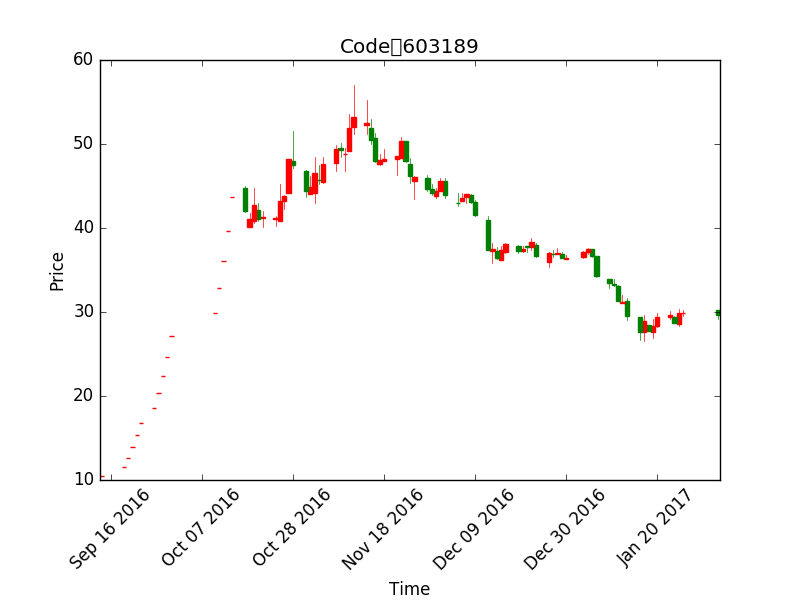 Code▯603189
60
50
40
30
20
10
Price
Sep 16 2016
Oct 07 2016
Oct 28 2016
Nov 18 2016
Dec 09 2016
Dec 30 2016
Jan 20 2017
Time